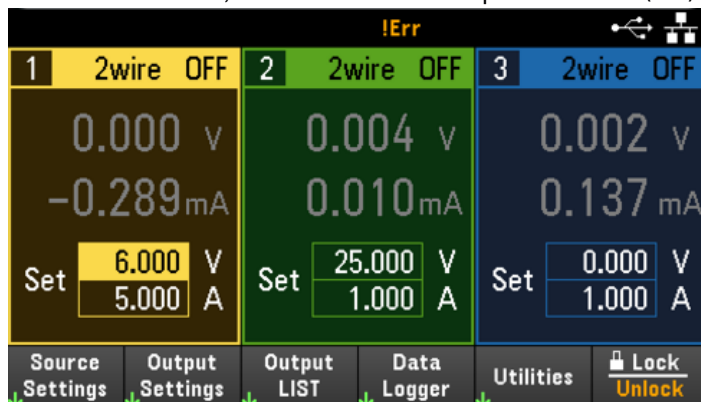 !Err
1 2wire OFF
0.000 V
-0.289 mA
Set 6.000 V
5.000 A
2 2wire OFF
0.004 V
0.010 mA
Set 25.000 V
1.000 A
3 2wire OFF
0.002 V
0.137 mA
Set 0.000 V
1.000 A
Source
Settings
Output
Settings
Output
LIST
Data
Logger
Utilities
Lock
Unlock